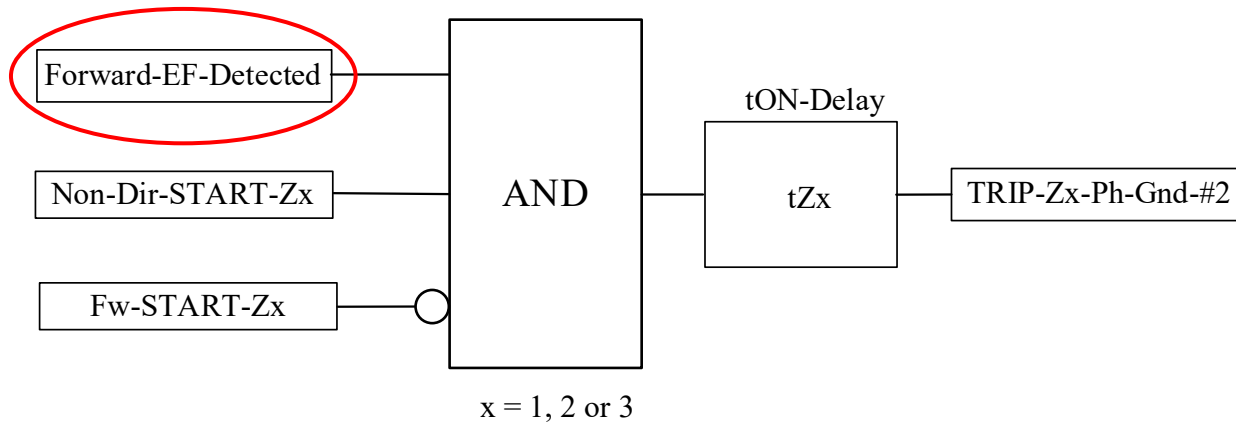 Forward-EF-Detected
Non-Dir-START-Zx
Fw-START-Zx
AND
x = 1, 2 or 3
tON-Delay
tZx
TRIP-Zx-Ph-Gnd-#2